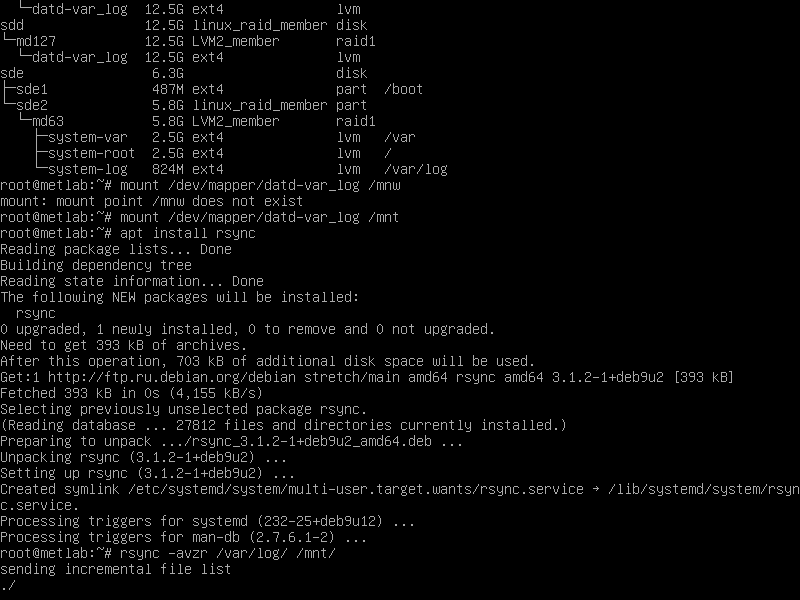 └─datd-var_log  12.5G ext4              lvm
sdd               12.5G linux_raid_member disk
└─md127           12.5G LVM2_member       raid1
  └─datd-var_log  12.5G ext4              lvm
sde                6.3G                   disk
├─sde1             487M ext4              part  /boot
└─sde2             5.8G linux_raid_member part
  └─md63           5.8G LVM2_member       raid1
    ├─system-var   2.5G ext4              lvm   /var
    ├─system-root  2.5G ext4              lvm   /
    └─system-log   824M ext4              lvm   /var/log
root@metlab:~# mount /dev/mapper/datd-var_log /mnw
mount: mount point /mnw does not exist
root@metlab:~# mount /dev/mapper/datd-var_log /mnt
root@metlab:~# apt install rsync
Reading package lists... Done
Building dependency tree
Reading state information... Done
The following NEW packages will be installed:
  rsync
0 upgraded, 1 newly installed, 0 to remove and 0 not upgraded.
Need to get 393 kB of archives.
After this operation, 703 kB of additional disk space will be used.
Get:1 http://ftp.ru.debian.org/debian stretch/main amd64 rsync amd64 3.1.2-1+deb9u2 [393 kB]
Fetched 393 kB in 0s (4,155 kB/s)
Selecting previously unselected package rsync.
(Reading database ... 27812 files and directories currently installed.)
Preparing to unpack .../rsync_3.1.2-1+deb9u2_amd64.deb ...
Unpacking rsync (3.1.2-1+deb9u2) ...
Setting up rsync (3.1.2-1+deb9u2) ...
Created symlink /etc/systemd/system/multi-user.target.wants/rsync.service → /lib/systemd/system/rsyn
c.service.
Processing triggers for systemd (232-25+deb9u12) ...
Processing triggers for man-db (2.7.6.1-2) ...
root@metlab:~# rsync -avzr /var/log/ /mnt/
sending incremental file list
./